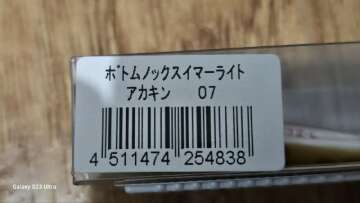 ﾎﾞﾄﾑﾉｯｸｽｲﾏｰﾗｲﾄ
ｱｶｷﾝ 07
4 511474 254838
Galaxy S23 Ultra